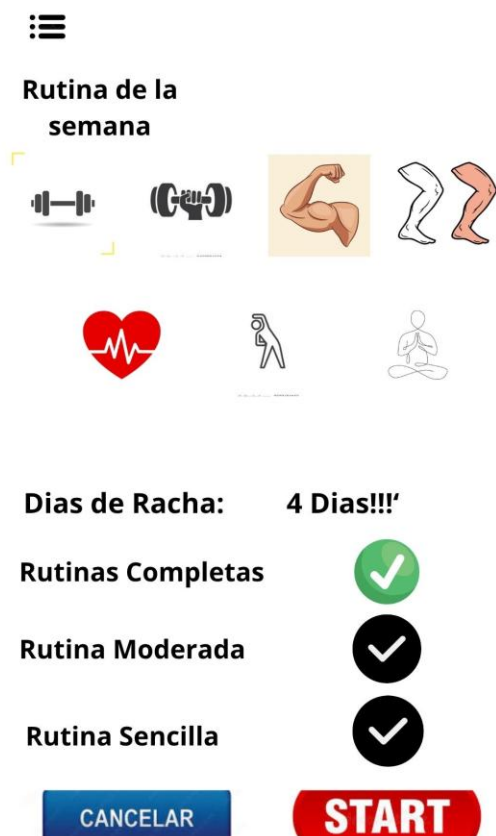 Rutina de la
semana
Dias de Racha: 4 Dias!!!‘
Rutinas Completas
Rutina Moderada
Rutina Sencilla
CANCELAR START